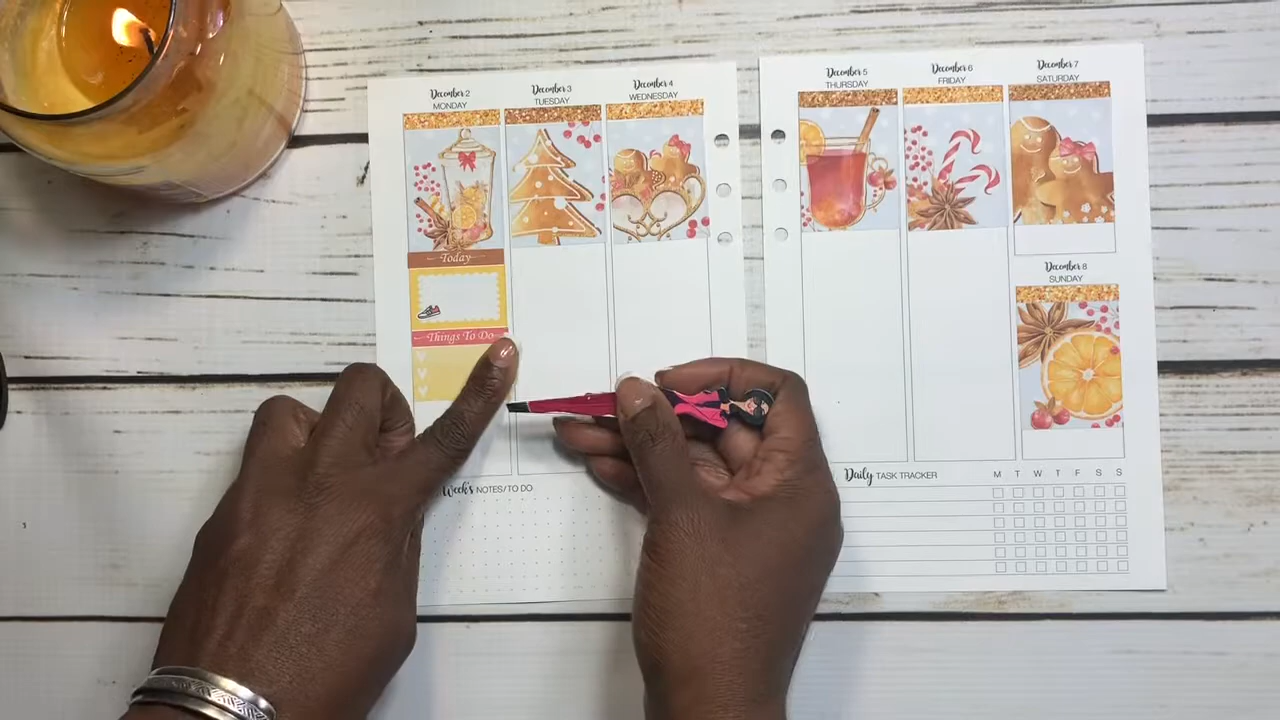 December 2
MONDAY
December 3
TUESDAY
December 4
WEDNESDAY
December 5
THURSDAY
December 6
FRIDAY
December 7
SATURDAY
Today
Things To Do
December 8
SUNDAY
Week's NOTES/TO DO
Daily TASK TRACKER
M T W T F S S